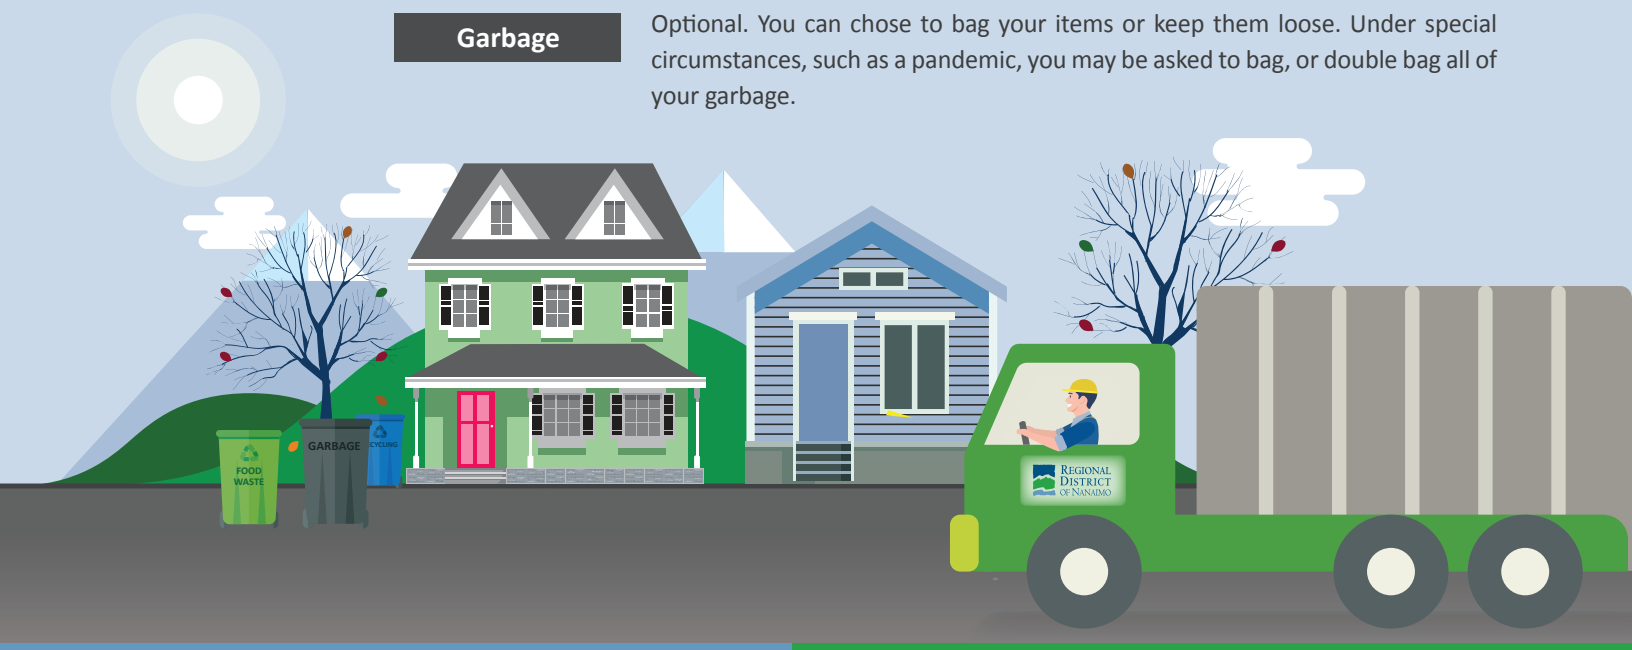 Garbage
Optional. You can chose to bag your items or keep them loose. Under special
circumstances, such as a pandemic, you may be asked to bag, or double bag all of
your garbage.
FOOD
WASTE
GARBAGE
CYCLING
REGIONAL
DISTRICT
OF NANAIMO